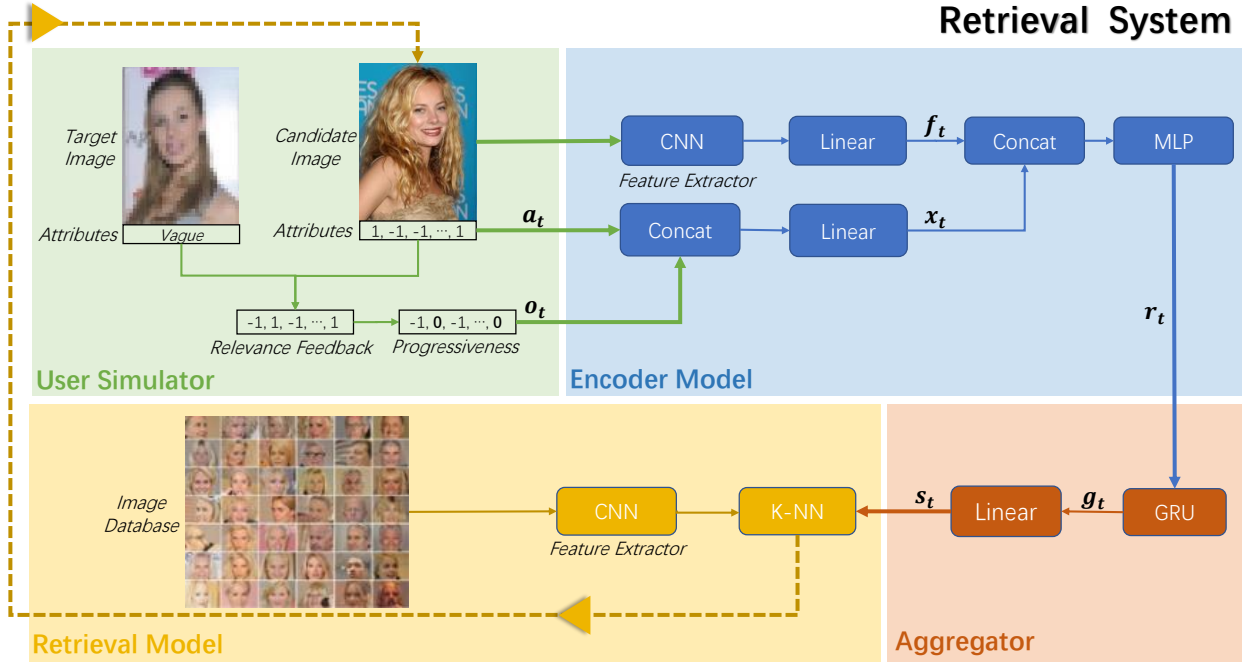 Retrieval System
Target
Image
Candidate
Image
Attributes
Vague
Attributes
1, -1, -1, ···, 1
a_t
-1, 1, -1, ···, 1
Relevance Feedback
-1, 0, -1, ···, 0
Progressiveness
o_t
User Simulator
CNN
Feature Extractor
Linear
f_t
Concat
MLP
Concat
Linear
x_t
r_t
Encoder Model
Image
Database
CNN
Feature Extractor
K-NN
Retrieval Model
s_t
Linear
g_t
GRU
Aggregator